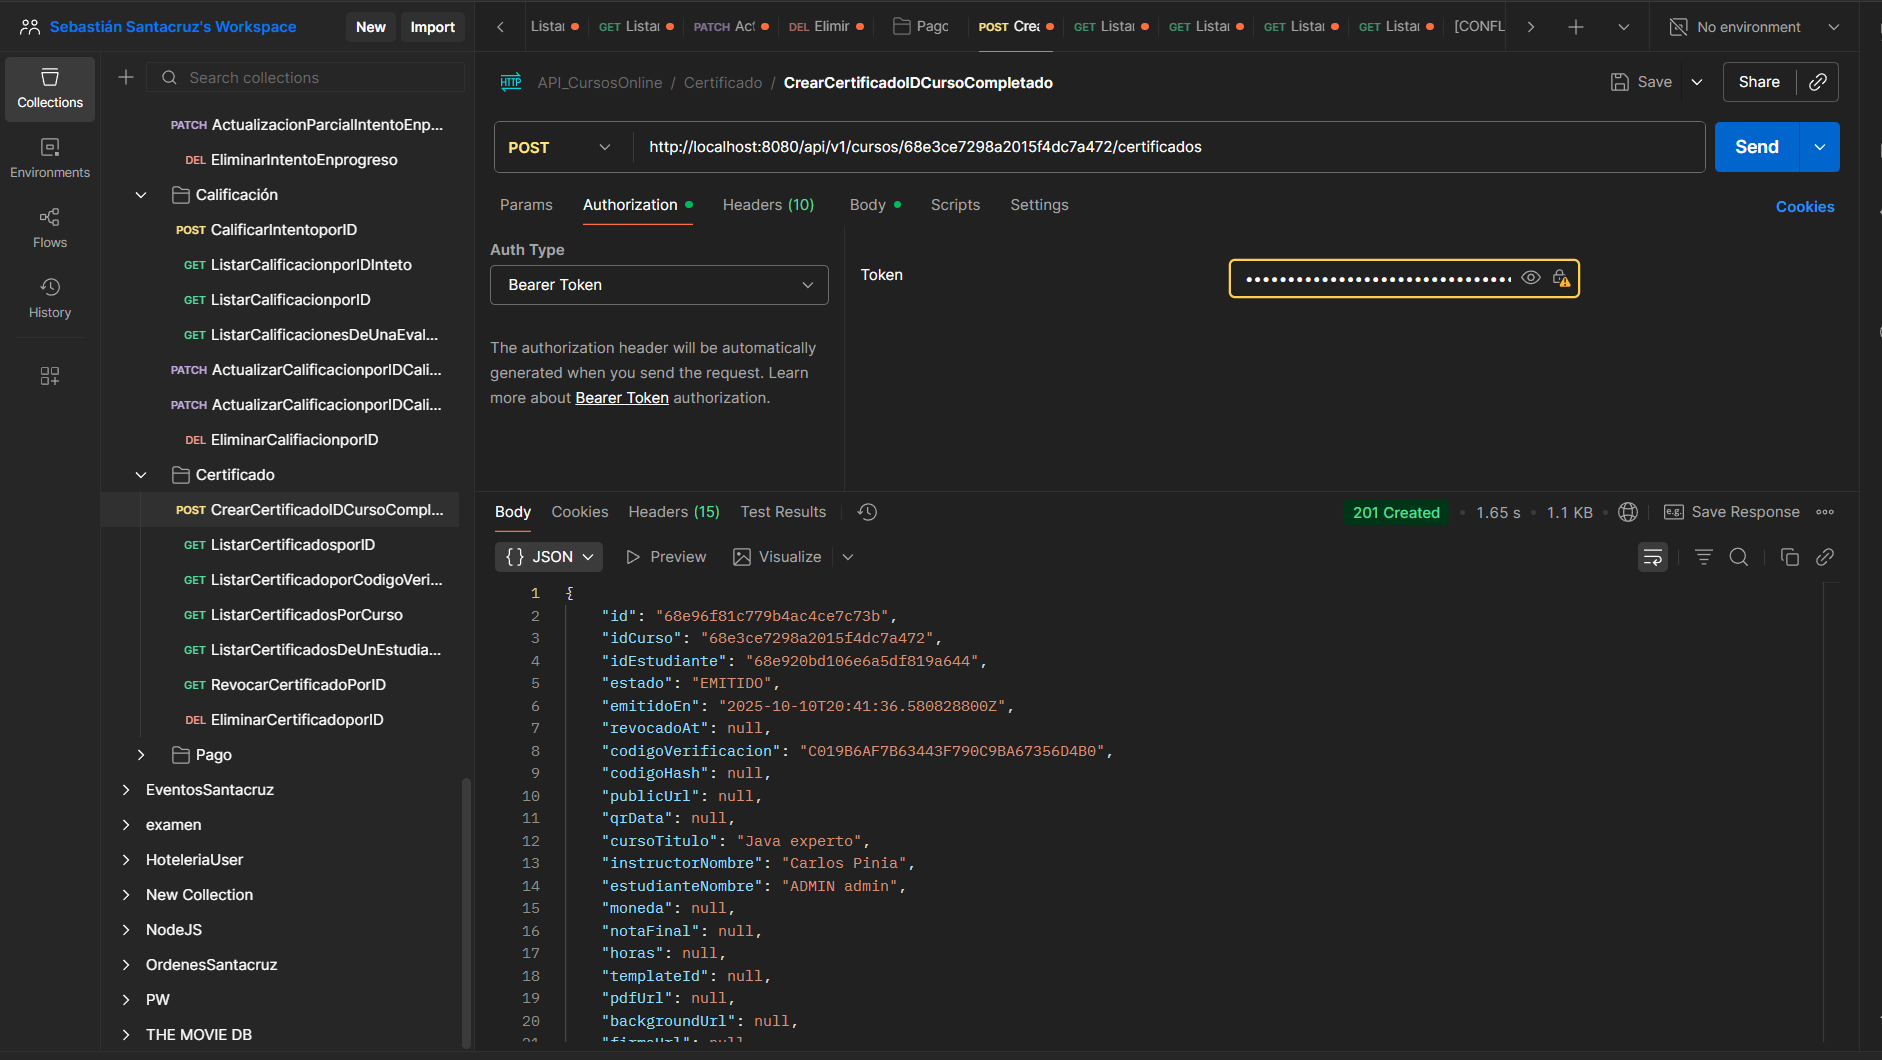 Sebastián Santacruz's Workspace
New
Import
Listar
GET Listar
PATCH Act
DEL Elimir
Pago
POST Cre
GET Listar
GET Listar
GET Listar
GET Listar
[CONFL
No environment
Collections
Environments
Flows
History
Search collections
PATCH ActualizacionParcialIntentoEnp...
DEL EliminarIntentoEnprogreso
Calificación
POST CalificarIntentoporID
GET ListarCalificacionporIDInteto
GET ListarCalificacionporID
GET ListarCalificacionesDeUnaEval...
PATCH ActualizarCalificacionporIDCali...
PATCH ActualizarCalificacionporIDCali...
DEL EliminarCalifiacionporID
Certificado
POST CrearCertificadoIDCursoCompl...
GET ListarCertificadosporID
GET ListarCertificadoporCodigoVeri...
GET ListarCertificadosPorCurso
GET ListarCertificadosDeUnEstudia...
GET RevocarCertificadoPorID
DEL EliminarCertificadoporID
Pago
EventosSantacruz
examen
HoteleriaUser
New Collection
NodeJS
OrdenesSantacruz
PW
THE MOVIE DB
HTTP API_CursosOnline / Certificado / CrearCertificadoIDCursoCompletado
Save
Share
POST
http://localhost:8080/api/v1/cursos/68e3ce7298a2015f4dc7a472/certificados
Send
Params
Authorization
Headers (10)
Body
Scripts
Settings
Cookies
Auth Type
Bearer Token
The authorization header will be automatically
generated when you send the request. Learn
more about Bearer Token authorization.
Token
Body
Cookies
Headers (15)
Test Results
201 Created
1.65 s
1.1 KB
e.g. Save Response
{} JSON
Preview
Visualize
1 {
2 "id": "68e96f81c779b4ac4ce7c73b",
3 "idCurso": "68e3ce7298a2015f4dc7a472",
4 "idEstudiante": "68e920bd106e6a5df819a644",
5 "estado": "EMITIDO",
6 "emitidoEn": "2025-10-10T20:41:36.580828800Z",
7 "revocadoAt": null,
8 "codigoVerificacion": "C019B6AF7B63443F790C9BA67356D4B0",
9 "codigoHash": null,
10 "publicUrl": null,
11 "qrData": null,
12 "cursoTitulo": "Java experto",
13 "instructorNombre": "Carlos Pinia",
14 "estudianteNombre": "ADMIN admin",
15 "moneda": null,
16 "notaFinal": null,
17 "horas": null,
18 "templateId": null,
19 "pdfUrl": null,
20 "backgroundUrl": null,
21 "firmaUrl": null